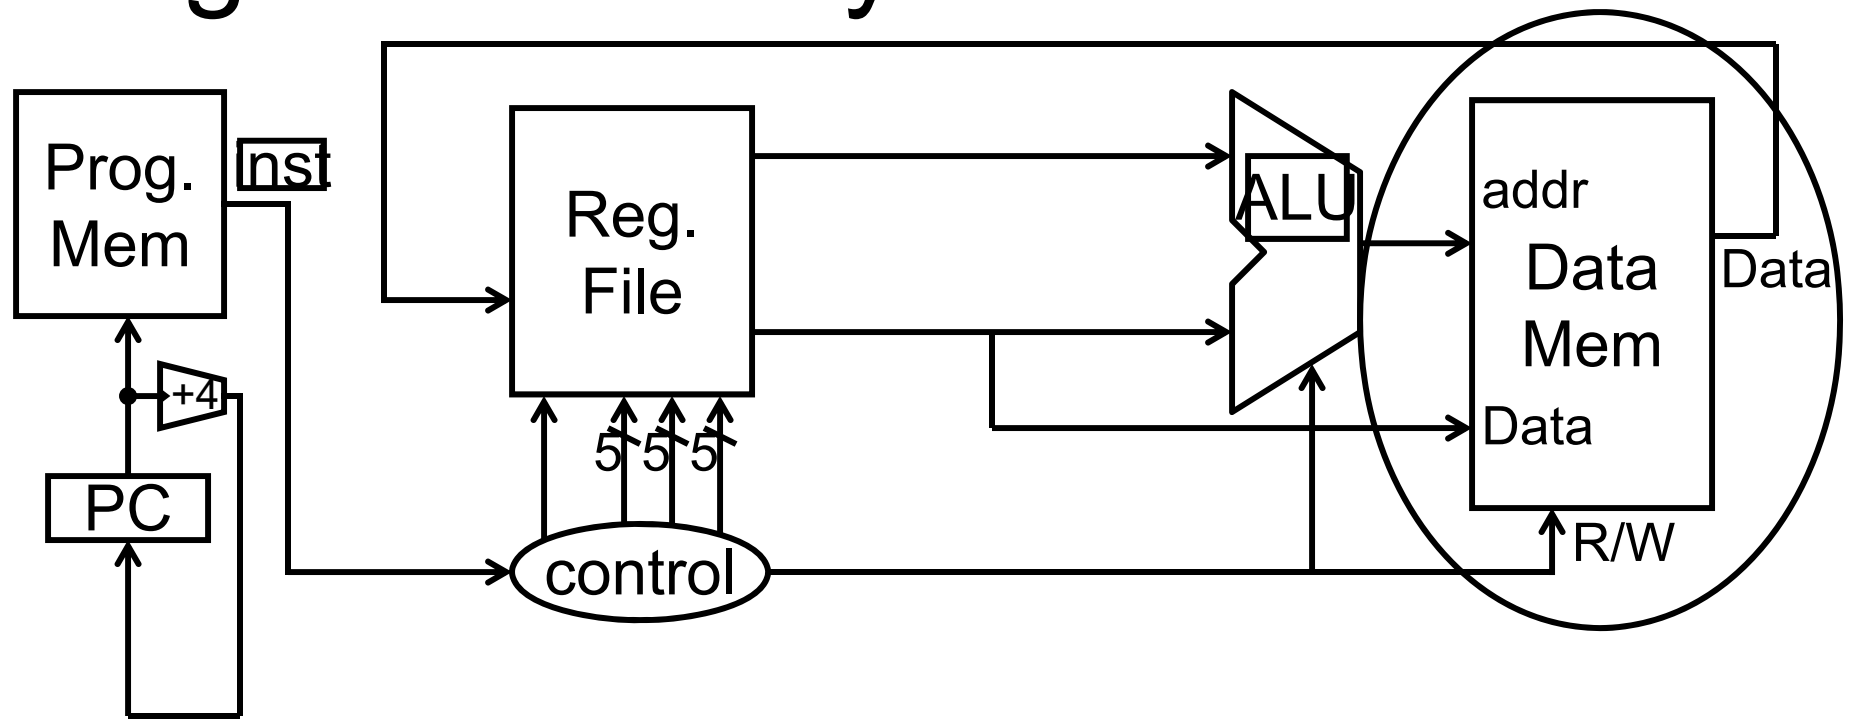 Prog.
Mem
inst
+4
PC
Reg.
File
5 5 5
control
ALU
addr
Data
Mem
Data
Data
R/W